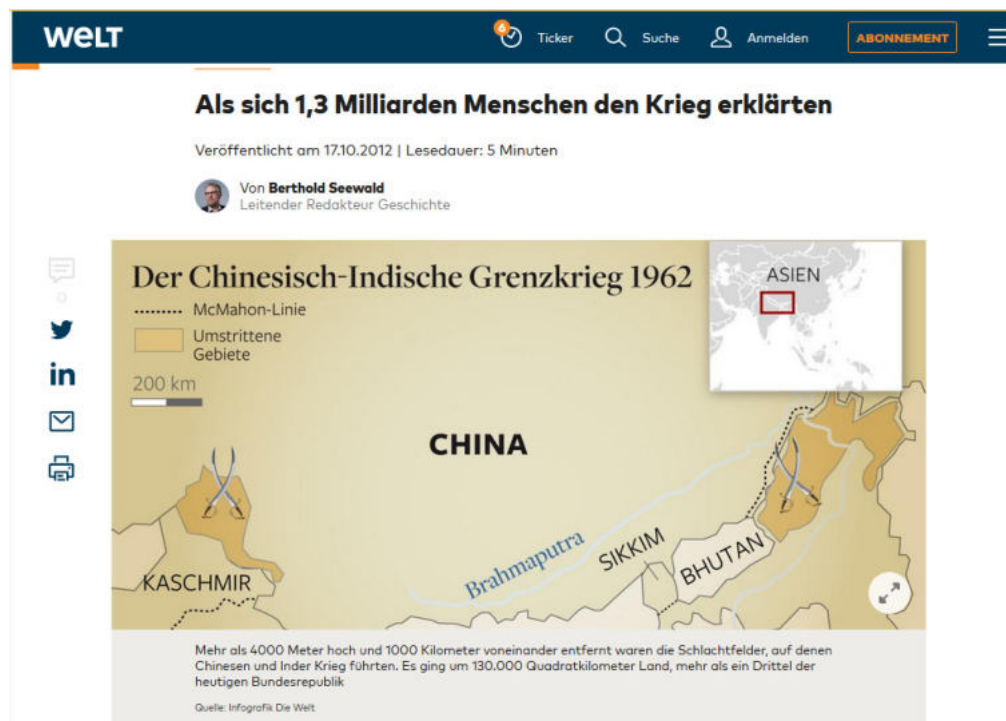 WELT
6
Ticker
Suche
Anmelden
ABONNEMENT
Als sich 1,3 Milliarden Menschen den Krieg erklärten
Veröffentlicht am 17.10.2012 | Lesedauer: 5 Minuten
Von Berthold Seewald
Leitender Redakteur Geschichte
0
in
Der Chinesisch-Indische Grenzkrieg 1962
McMahon-Linie
Umstrittene
Gebiete
200 km
ASIEN
CHINA
KASCHMIR
Brahmaputra
SIKKIM
BHUTAN
Mehr als 4000 Meter hoch und 1000 Kilometer voneinander entfernt waren die Schlachtfelder, auf denen
Chinesen und Inder Krieg führten. Es ging um 130.000 Quadratkilometer Land, mehr als ein Drittel der
heutigen Bundesrepublik
Quelle: Infografik Die Welt